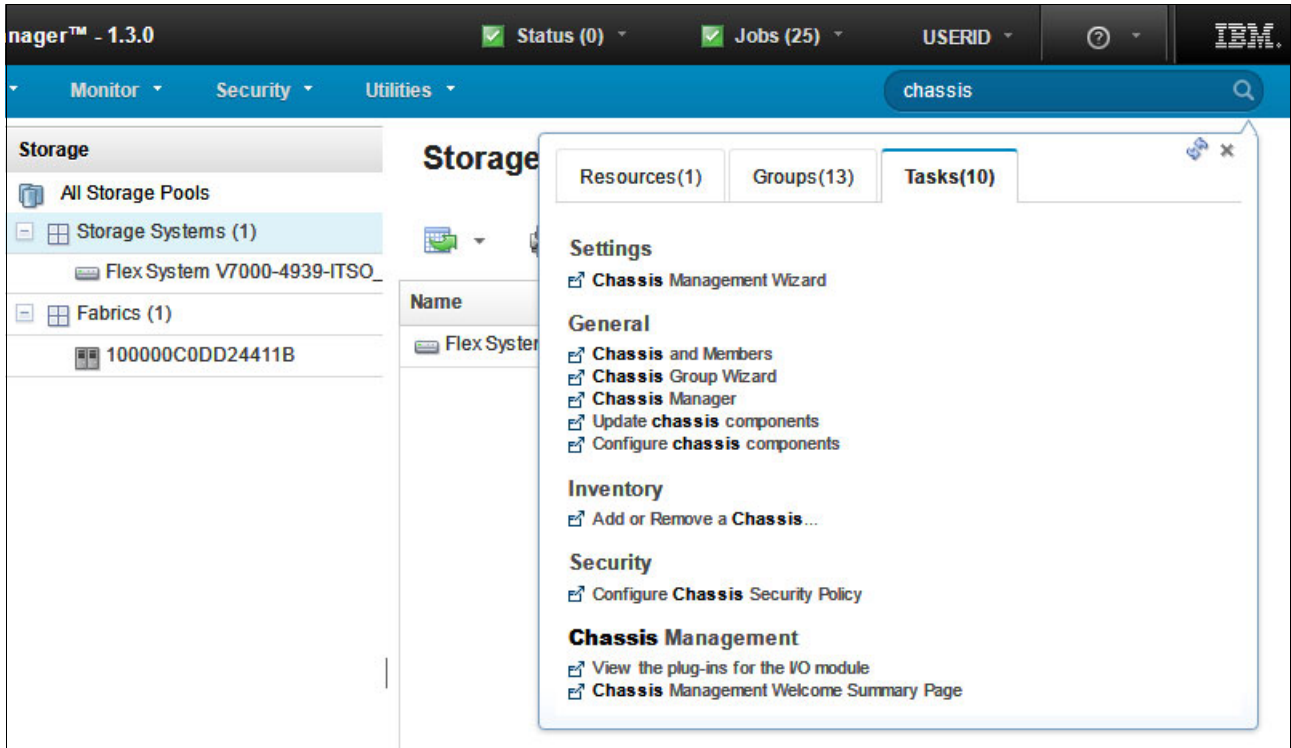 nager™ - 1.3.0 Status (0) Jobs (25) USERID ? IBM.
Monitor Security Utilities chassis
Storage
All Storage Pools
Storage Systems (1)
Flex System V7000-4939-ITSO_
Fabrics (1)
100000C0DD24411B
Storage
Name
Flex System
Resources(1) Groups(13) Tasks(10)
Settings
Chassis Management Wizard
General
Chassis and Members
Chassis Group Wizard
Chassis Manager
Update chassis components
Configure chassis components
Inventory
Add or Remove a Chassis...
Security
Configure Chassis Security Policy
Chassis Management
View the plug-ins for the I/O module
Chassis Management Welcome Summary Page